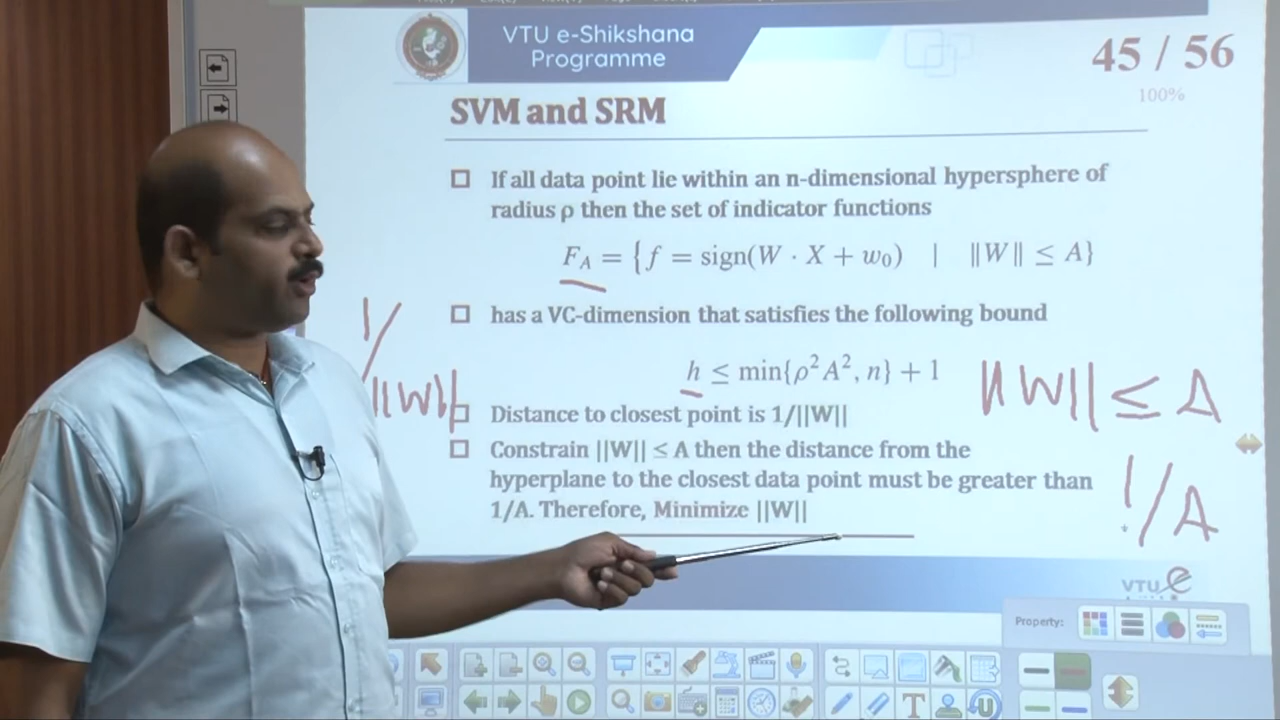 VTU e-Shikshana
Programme
45 / 56
100%
SVM and SRM
If all data point lie within an n-dimensional hypersphere of
radius ρ then the set of indicator functions
F_A = {f = sign(W · X + w₀) | ‖W‖ ≤ A}
has a VC-dimension that satisfies the following bound
h ≤ min{ρ²A², n} + 1
1/
||W||
||W|| ≤ A
Distance to closest point is 1/||W||
Constrain ||W|| ≤ A then the distance from the
hyperplane to the closest data point must be greater than
1/A. Therefore, Minimize ||W||
1/A
VTU e
Property:
T